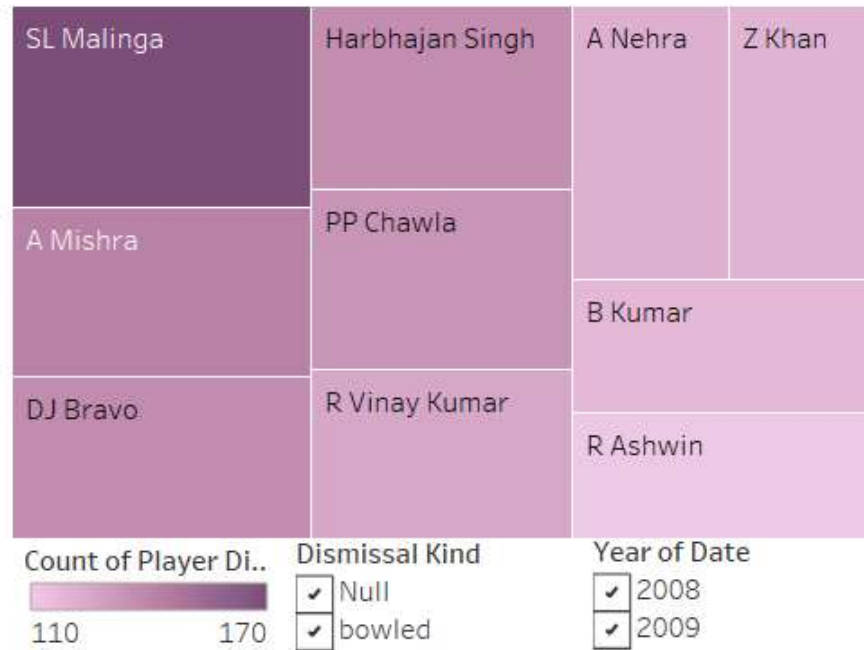 SL Malinga
Harbhajan Singh
A Nehra
Z Khan
A Mishra
PP Chawla
B Kumar
DJ Bravo
R Vinay Kumar
R Ashwin
Count of Player Di..
110 170
Dismissal Kind
Null
bowled
Year of Date
2008
2009